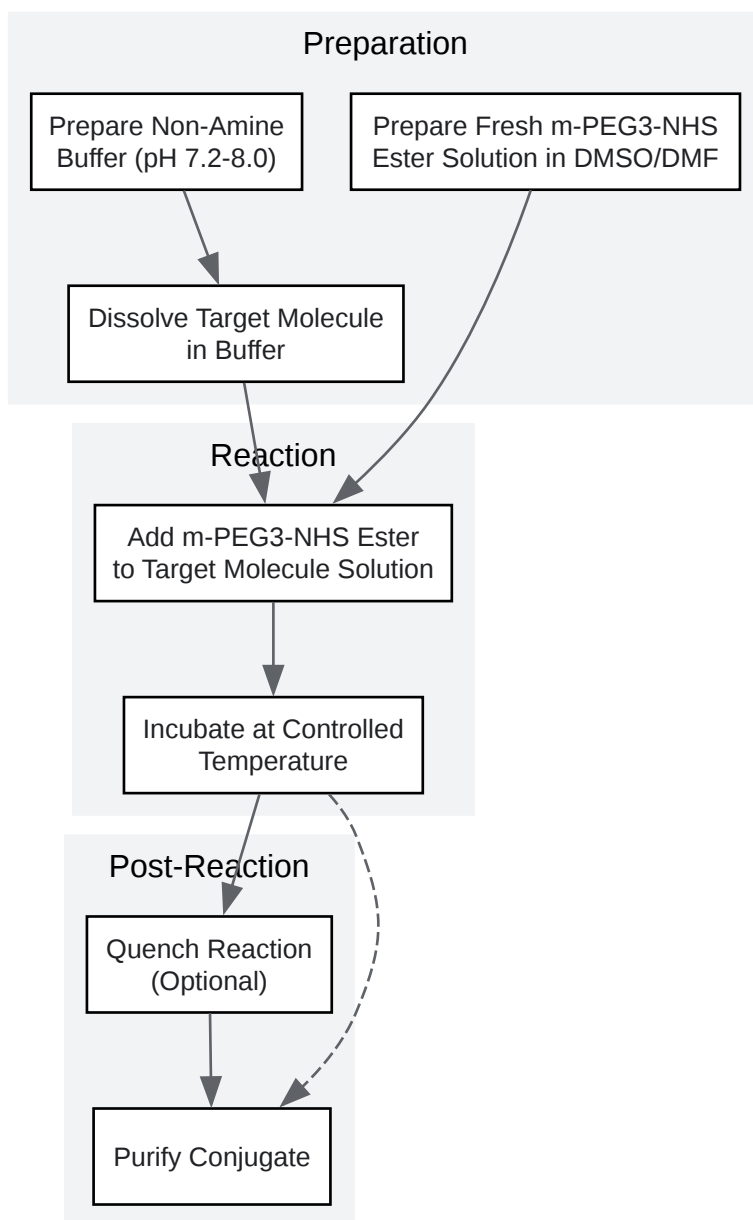 Preparation
Prepare Non-Amine
Buffer (pH 7.2-8.0)
Prepare Fresh m-PEG3-NHS
Ester Solution in DMSO/DMF
Dissolve Target Molecule
in Buffer
Reaction
Add m-PEG3-NHS Ester
to Target Molecule Solution
Incubate at Controlled
Temperature
Post-Reaction
Quench Reaction
(Optional)
Purify Conjugate